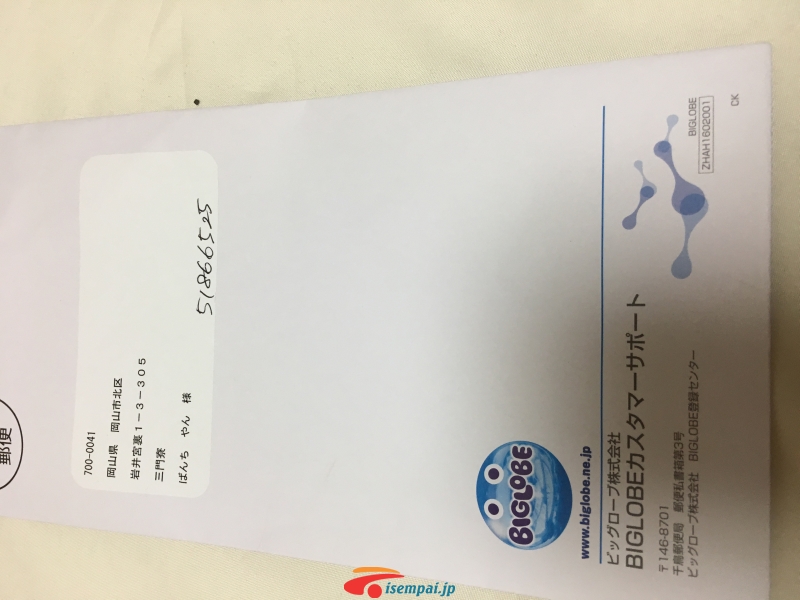 郵便
700-0041
岡山県 岡山市北区
岩井宮裏1-3-305
三門寮
ばんち やん 様
518666525
BIGLOBE
www.biglobe.ne.jp
ビッグローブ株式会社
BIGLOBEカスタマーサポート
〒146-8701
千鳥郵便局 郵便私書箱第3号
ビッグローブ株式会社 BIGLOBE登録センター
BIGLOBE
ZHAH1602001
CK
isempai.jp